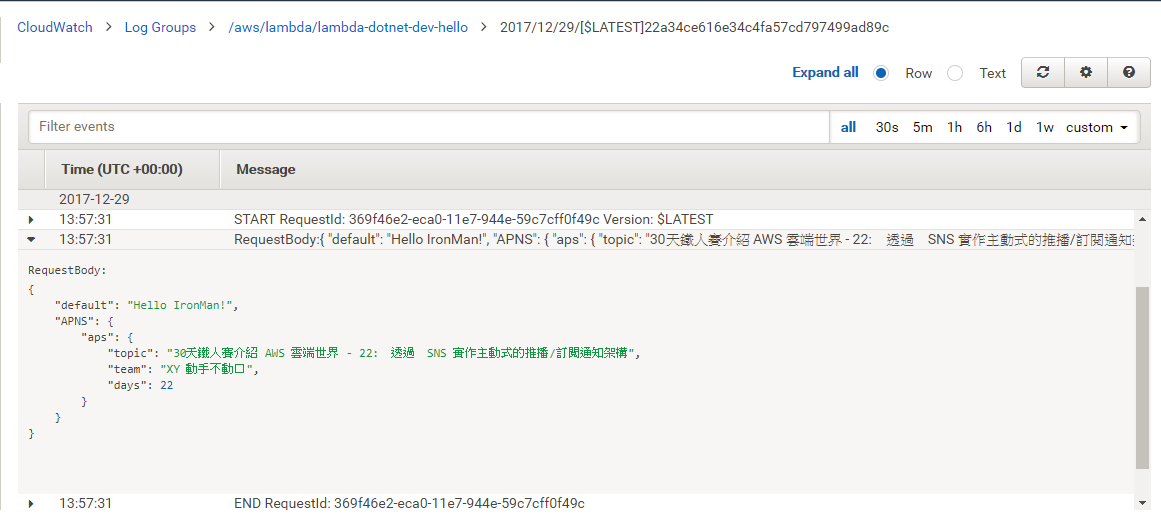 CloudWatch > Log Groups > /aws/lambda/lambda-dotnet-dev-hello > 2017/12/29/[$LATEST]22a34ce616e34c4fa57cd797499ad89c
Expand all Row Text
Filter events all 30s 5m 1h 6h 1d 1w custom
Time (UTC +00:00) Message
2017-12-29
13:57:31 START RequestId: 369f46e2-eca0-11e7-944e-59c7cff0f49c Version: $LATEST
13:57:31 RequestBody:{ "default": "Hello IronMan!", "APNS": { "aps": { "topic": "30天鐵人賽介紹 AWS 雲端世界 - 22: 透過 SNS 實作主動式的推播/訂閱通知
RequestBody:
{
"default": "Hello IronMan!",
"APNS": {
"aps": {
"topic": "30天鐵人賽介紹 AWS 雲端世界 - 22: 透過 SNS 實作主動式的推播/訂閱通知架構",
"team": "XY 動手不動口",
"days": 22
}
}
}
13:57:31 END RequestId: 369f46e2-eca0-11e7-944e-59c7cff0f49c